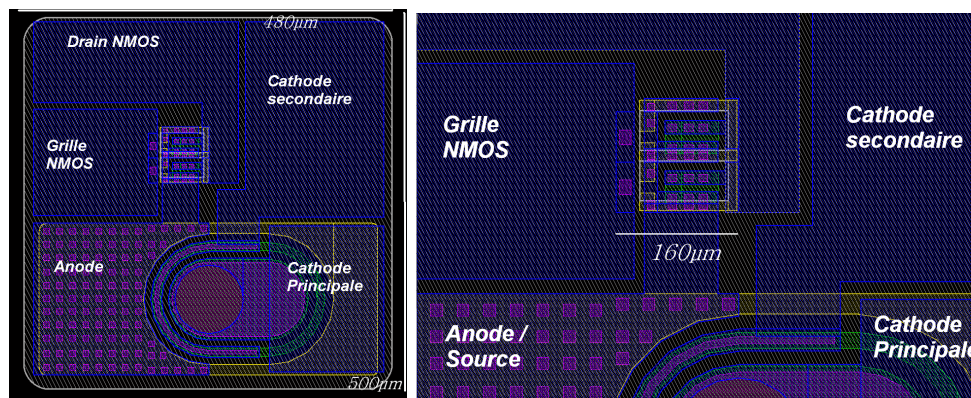 480μm
Drain NMOS
Cathode
secondaire
Grille
NMOS
Anode
Cathode
Principale
500μm
Grille
NMOS
Cathode
secondaire
160μm
Anode /
Source
Cathode
Principale